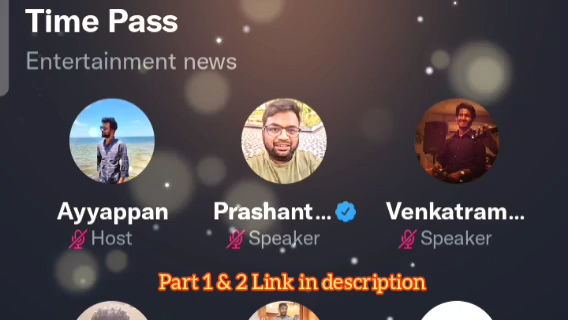 Time Pass
Entertainment news
Ayyappan
Prashant...
Venkatram...
Host
Speaker
Speaker
Part 1 & 2 Link in description